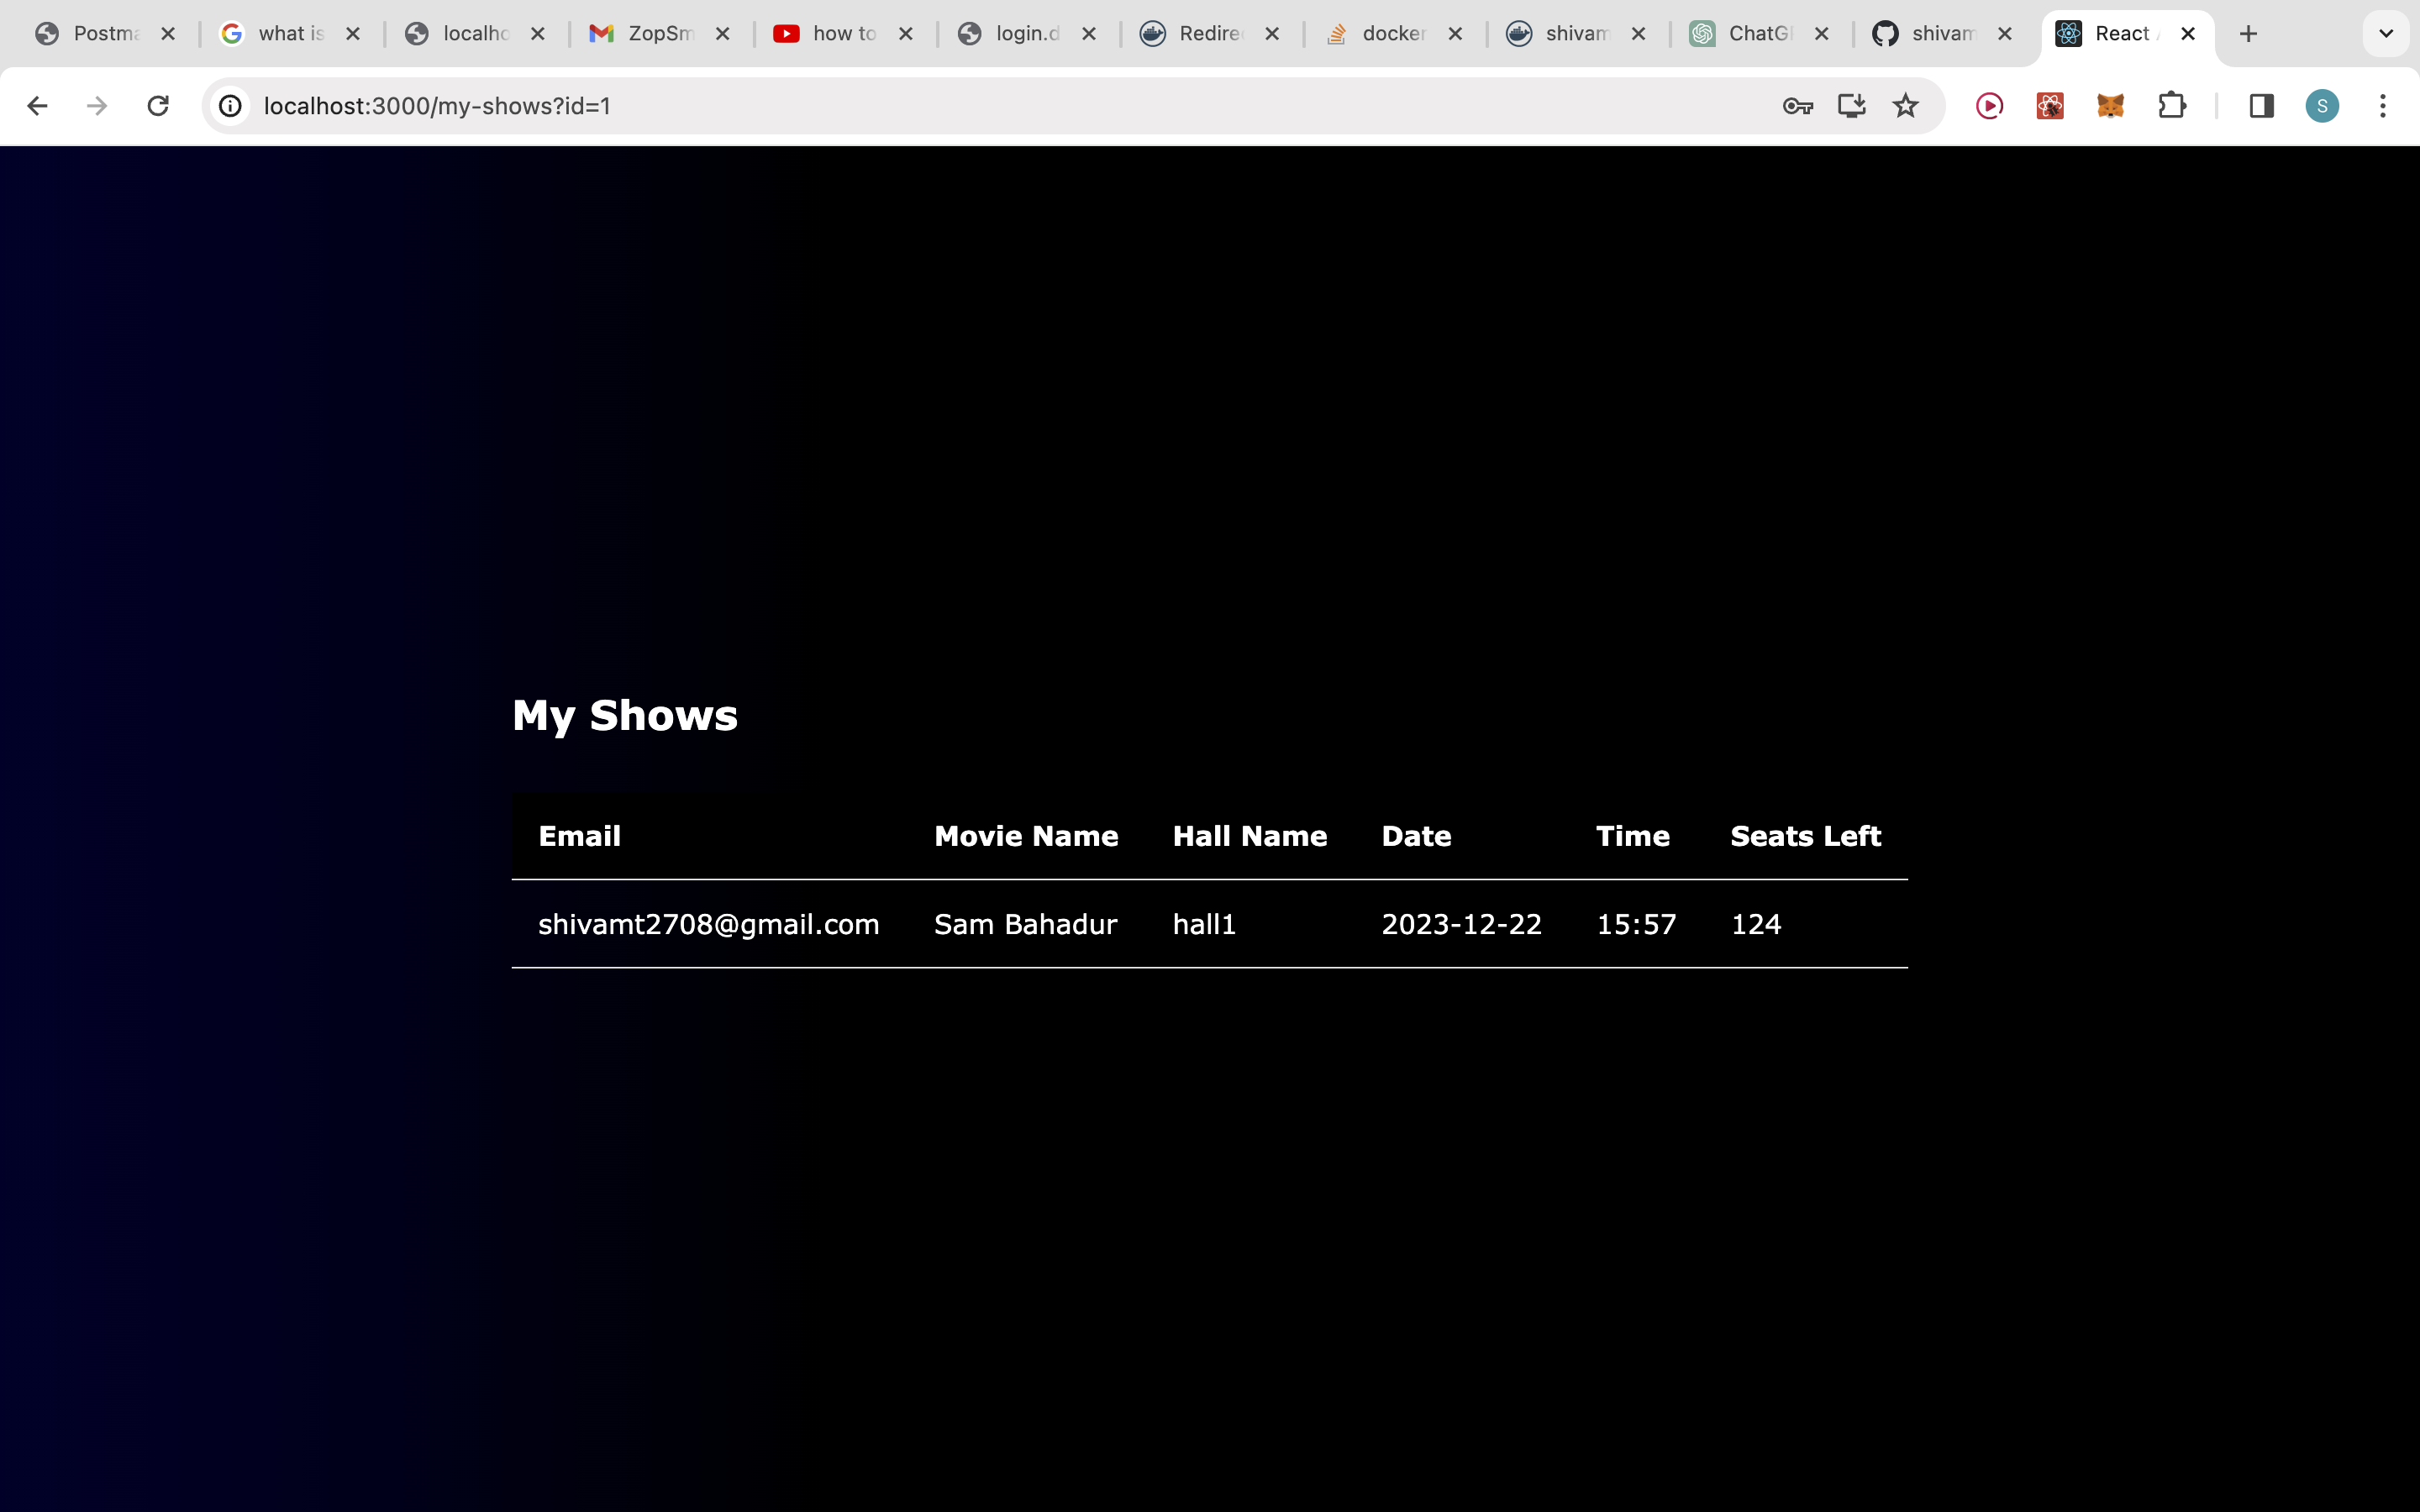 Postma what is localho ZopSm how to login.d Redire docker shivam ChatG shivam React
localhost:3000/my-shows?id=1 S
My Shows
Email Movie Name Hall Name Date Time Seats Left
shivamt2708@gmail.com Sam Bahadur hall1 2023-12-22 15:57 124